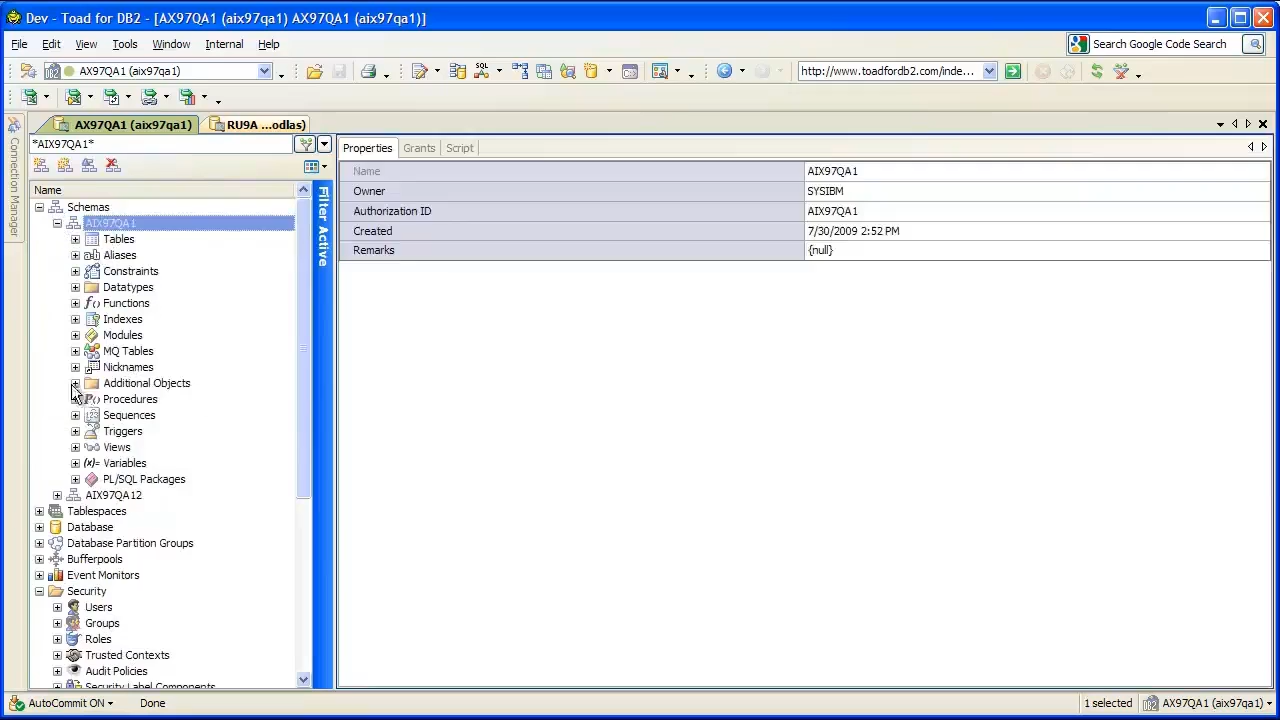 Dev - Toad for DB2 - [AX97QA1 (aix97qa1) AX97QA1 (aix97qa1)]
File Edit View Tools Window Internal Help
Search Google Code Search
AX97QA1 (aix97qa1)
SQL
http://www.toadfordb2.com/inde...
AX97QA1 (aix97qa1)
RU9A ...odlas)
*AIX97QA1*
Properties Grants Script
Connection Manager
Filter Active
Name
Schemas
AIX97QA1
Tables
Aliases
Constraints
Datatypes
Functions
Indexes
Modules
MQ Tables
Nicknames
Additional Objects
Procedures
Sequences
Triggers
Views
Variables
PL/SQL Packages
AIX97QA12
Tablespaces
Database
Database Partition Groups
Bufferpools
Event Monitors
Security
Users
Groups
Roles
Trusted Contexts
Audit Policies
Security Label Components
Name AIX97QA1
Owner SYSIBM
Authorization ID AIX97QA1
Created 7/30/2009 2:52 PM
Remarks {null}
AutoCommit ON Done 1 selected AX97QA1 (aix97qa1)